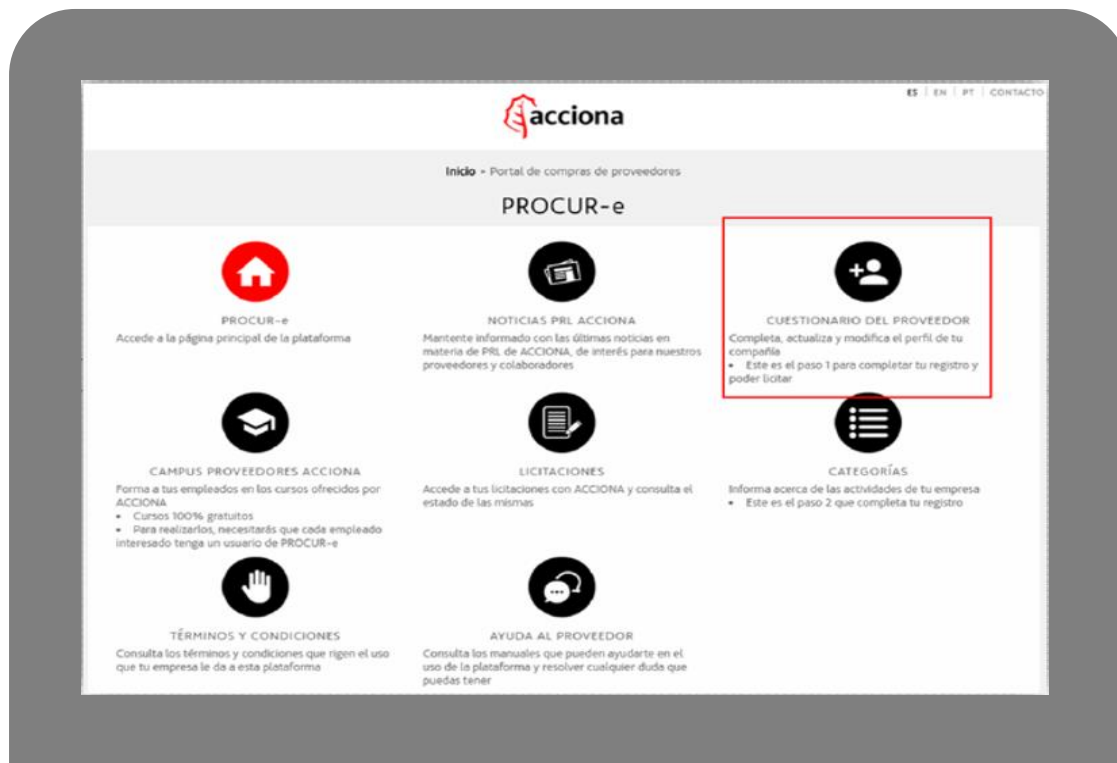 ES | EN | PT | CONTACTO
acciona
Inicio - Portal de compras de proveedores
PROCUR-e
PROCUR-e
Accede a la página principal de la plataforma
NOTICIAS PRL ACCIONA
Mantente informado con las últimas noticias en
materia de PRL de ACCIONA, de interés para nuestros
proveedores y colaboradores
CUESTIONARIO DEL PROVEEDOR
Completa, actualiza y modifica el perfil de tu
compañía
• Este es el paso 1 para completar tu registro y
poder licitar
CAMPUS PROVEEDORES ACCIONA
Forma a tus empleados en los cursos ofrecidos por
ACCIONA
• Cursos 100% gratuitos
• Para realizarlos, necesitarás que cada empleado
interesado tenga un usuario de PROCUR-e
LICITACIONES
Accede a tus licitaciones con ACCIONA y consulta el
estado de las mismas
CATEGORÍAS
Informa acerca de las actividades de tu empresa
• Este es el paso 2 que completa tu registro
TÉRMINOS Y CONDICIONES
Consulta los términos y condiciones que rigen el uso
que tu empresa le da a esta plataforma
AYUDA AL PROVEEDOR
Consulta los manuales que pueden ayudarte en el
uso de la plataforma y resolver cualquier duda que
puedas tener